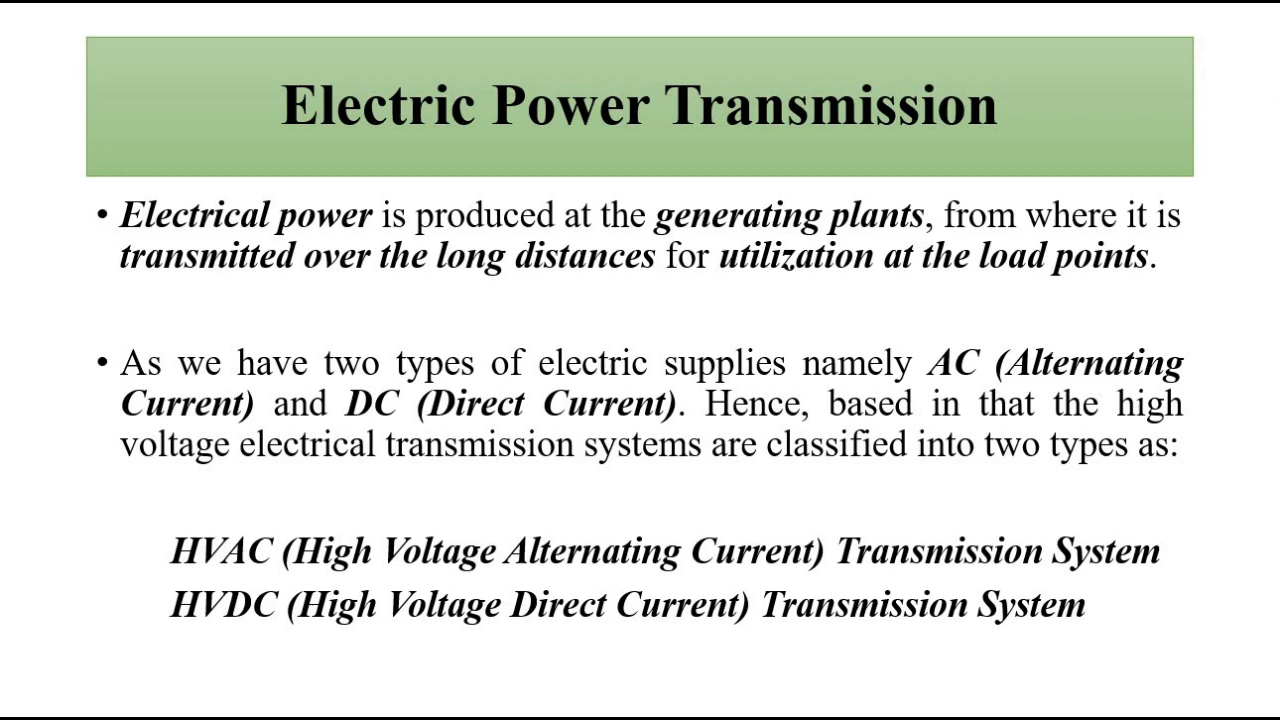 Electric Power Transmission
• Electrical power is produced at the generating plants, from where it is
transmitted over the long distances for utilization at the load points.
• As we have two types of electric supplies namely AC (Alternating
Current) and DC (Direct Current). Hence, based in that the high
voltage electrical transmission systems are classified into two types as:
HVAC (High Voltage Alternating Current) Transmission System
HVDC (High Voltage Direct Current) Transmission System